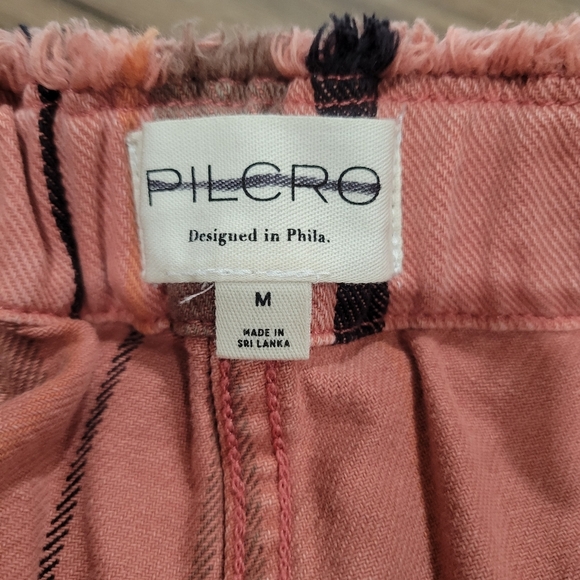 PILCRO
Designed in Phila.
M
MADE IN
SRI LANKA